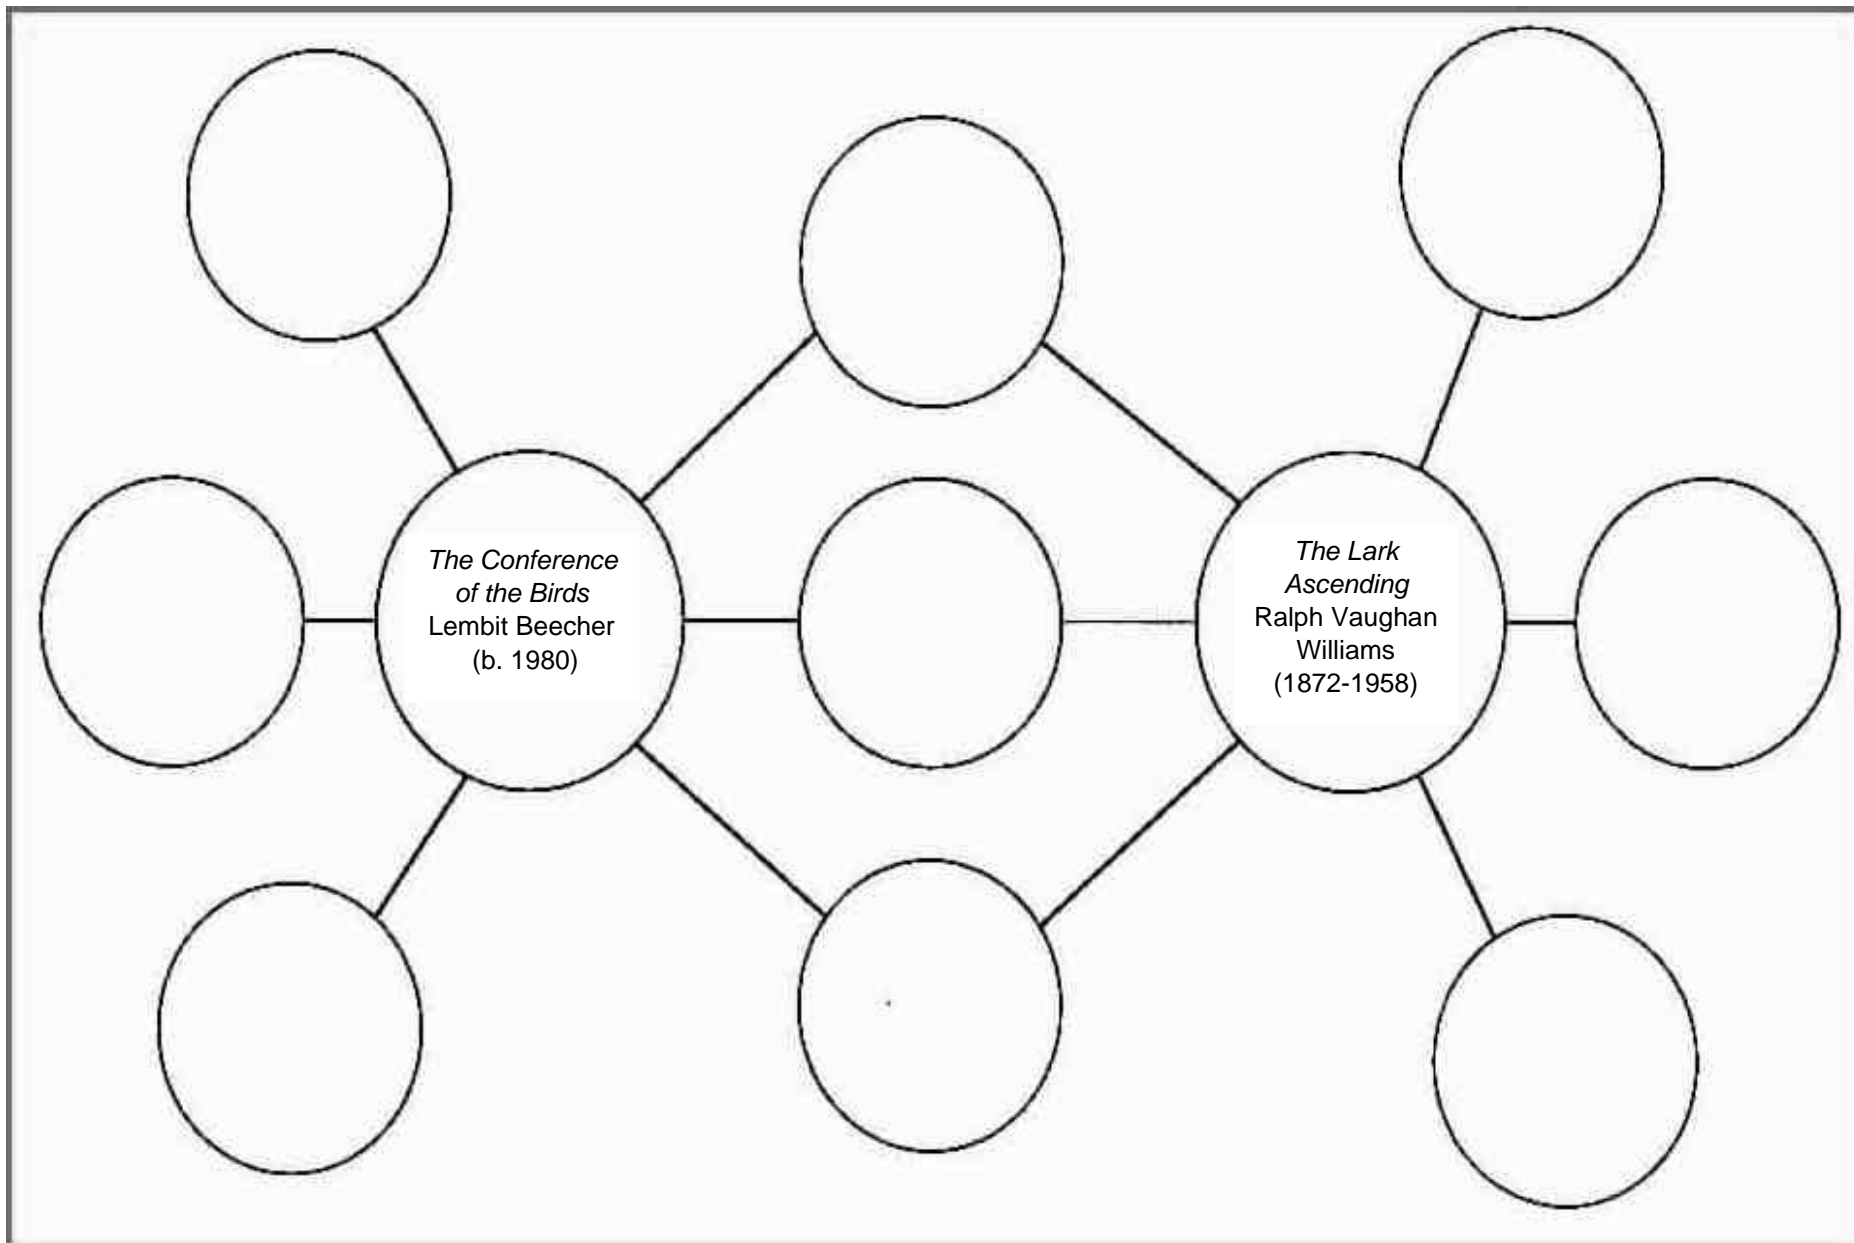 The Conference
of the Birds
Lembit Beecher
(b. 1980)
The Lark
Ascending
Ralph Vaughan
Williams
(1872-1958)